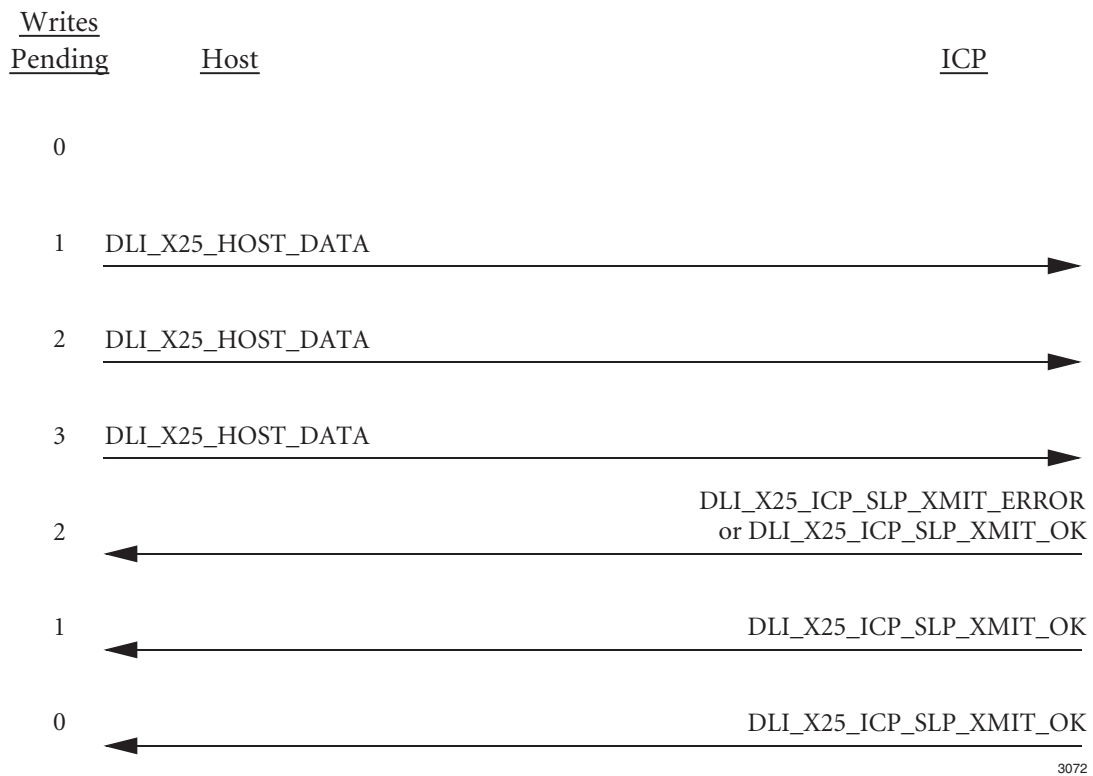 Writes
Pending Host ICP
0
1 DLI_X25_HOST_DATA
2 DLI_X25_HOST_DATA
3 DLI_X25_HOST_DATA
DLI_X25_ICP_SLP_XMIT_ERROR
2 or DLI_X25_ICP_SLP_XMIT_OK
1 DLI_X25_ICP_SLP_XMIT_OK
0 DLI_X25_ICP_SLP_XMIT_OK
3072